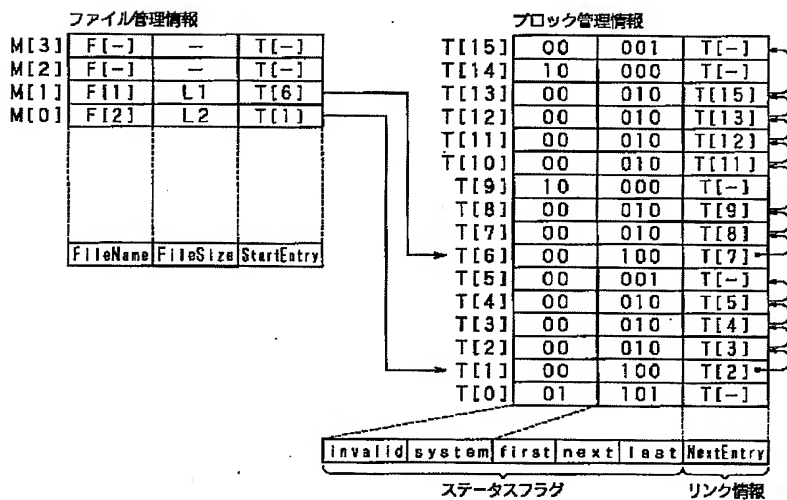 ファイル管理情報
M[3] F[-] - T[-]
M[2] F[-] - T[-]
M[1] F[1] L1 T[6]
M[0] F[2] L2 T[1]
FileName FileSize StartEntry
ブロック管理情報
T[15] 00 001 T[-]
T[14] 10 000 T[-]
T[13] 00 010 T[15]
T[12] 00 010 T[13]
T[11] 00 010 T[12]
T[10] 00 010 T[11]
T[9] 10 000 T[-]
T[8] 00 010 T[9]
T[7] 00 010 T[8]
T[6] 00 100 T[7]
T[5] 00 001 T[-]
T[4] 00 010 T[5]
T[3] 00 010 T[4]
T[2] 00 010 T[3]
T[1] 00 100 T[2]
T[0] 01 101 T[-]
invalid system first next last NextEntry
ステータスフラグ リンク情報